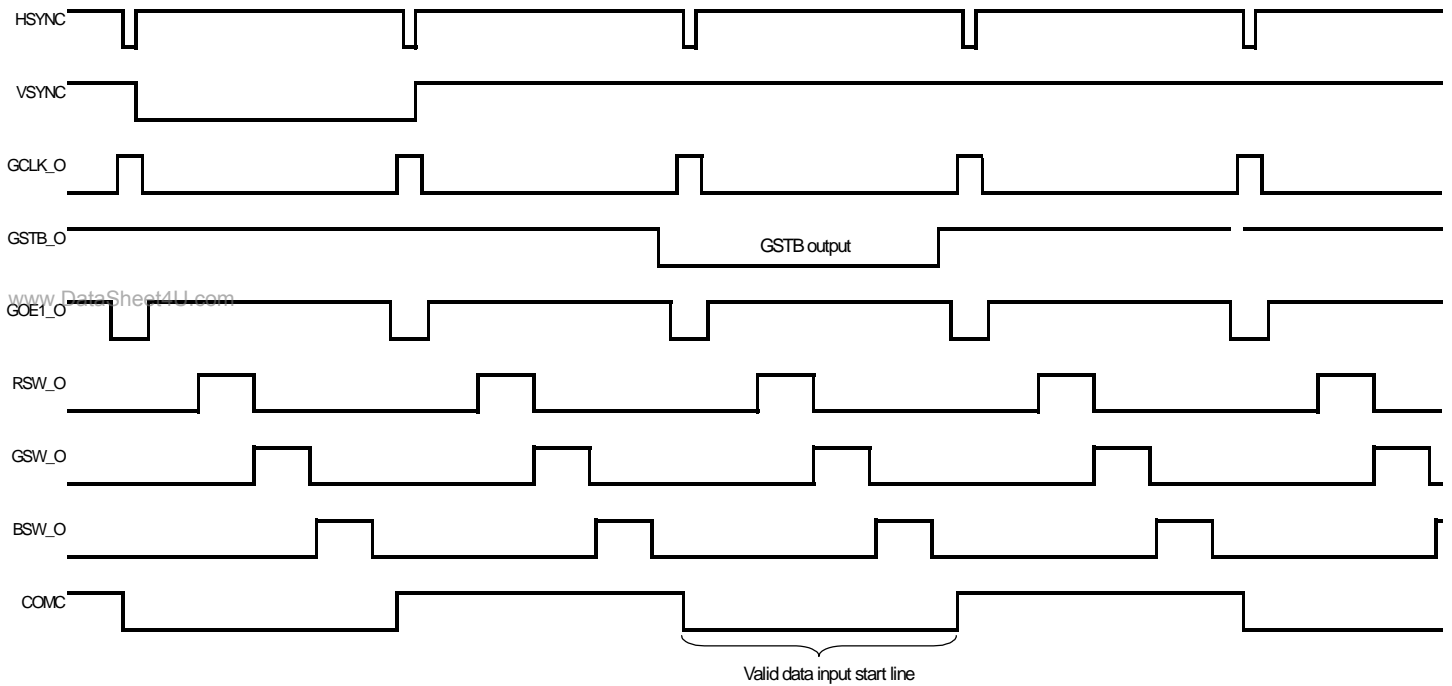 HSYNC
VSYNC
GCLK_O
GSTB_O
GSTB output
www.DataSheet4U.com
GOE1_O
RSW_O
GSW_O
BSW_O
COMC
Valid data input start line